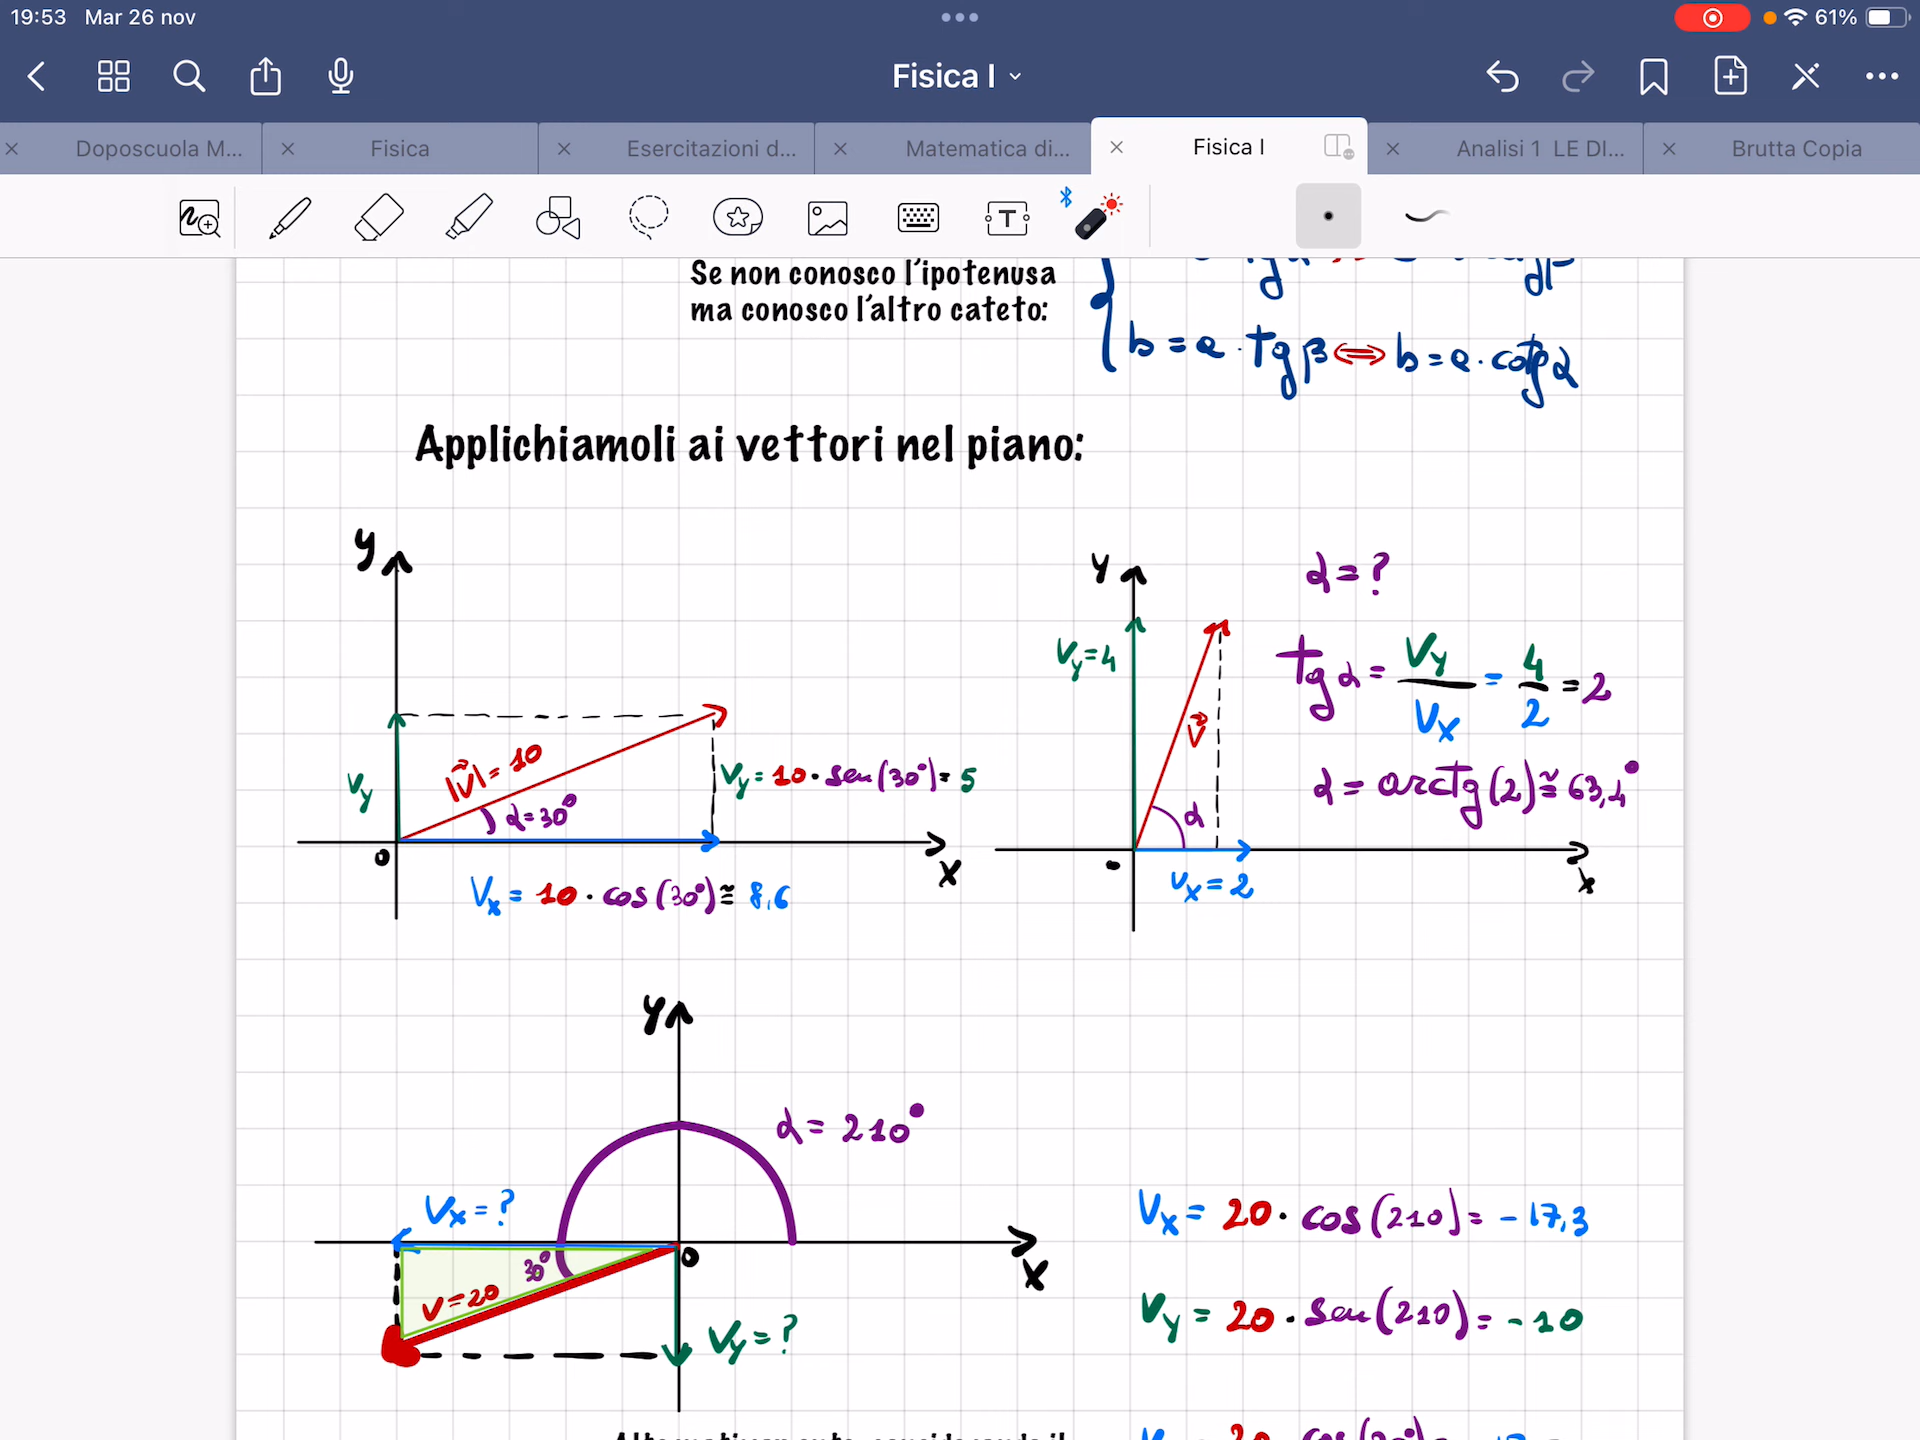 19:53 Mar 26 nov
61%
Fisica I
Doposcuola M... Fisica Esercitazioni d... Matematica di... Fisica I Analisi 1 LE DI... Brutta Copia
Se non conosco l'ipotenusa
ma conosco l'altro cateto:
b = a · tgβ ⇔ b = a · cotg α
Applichiamoli ai vettori nel piano:
y
|v⃗| = 10
α = 30°
Vy
Vy = 10 · sen(30°) = 5
0
x
Vx = 10 · cos(30°) ≅ 8,6
y
Vy = 4
v⃗
α
Vx = 2
x
α = ?
tg α = Vy/Vx = 4/2 = 2
α = arctg(2) ≅ 63,4°
y
α = 210°
Vx = ?
30°
0
x
V = 20
Vy = ?
Vx = 20 · cos(210) = - 17,3
Vy = 20 · sen(210) = - 10